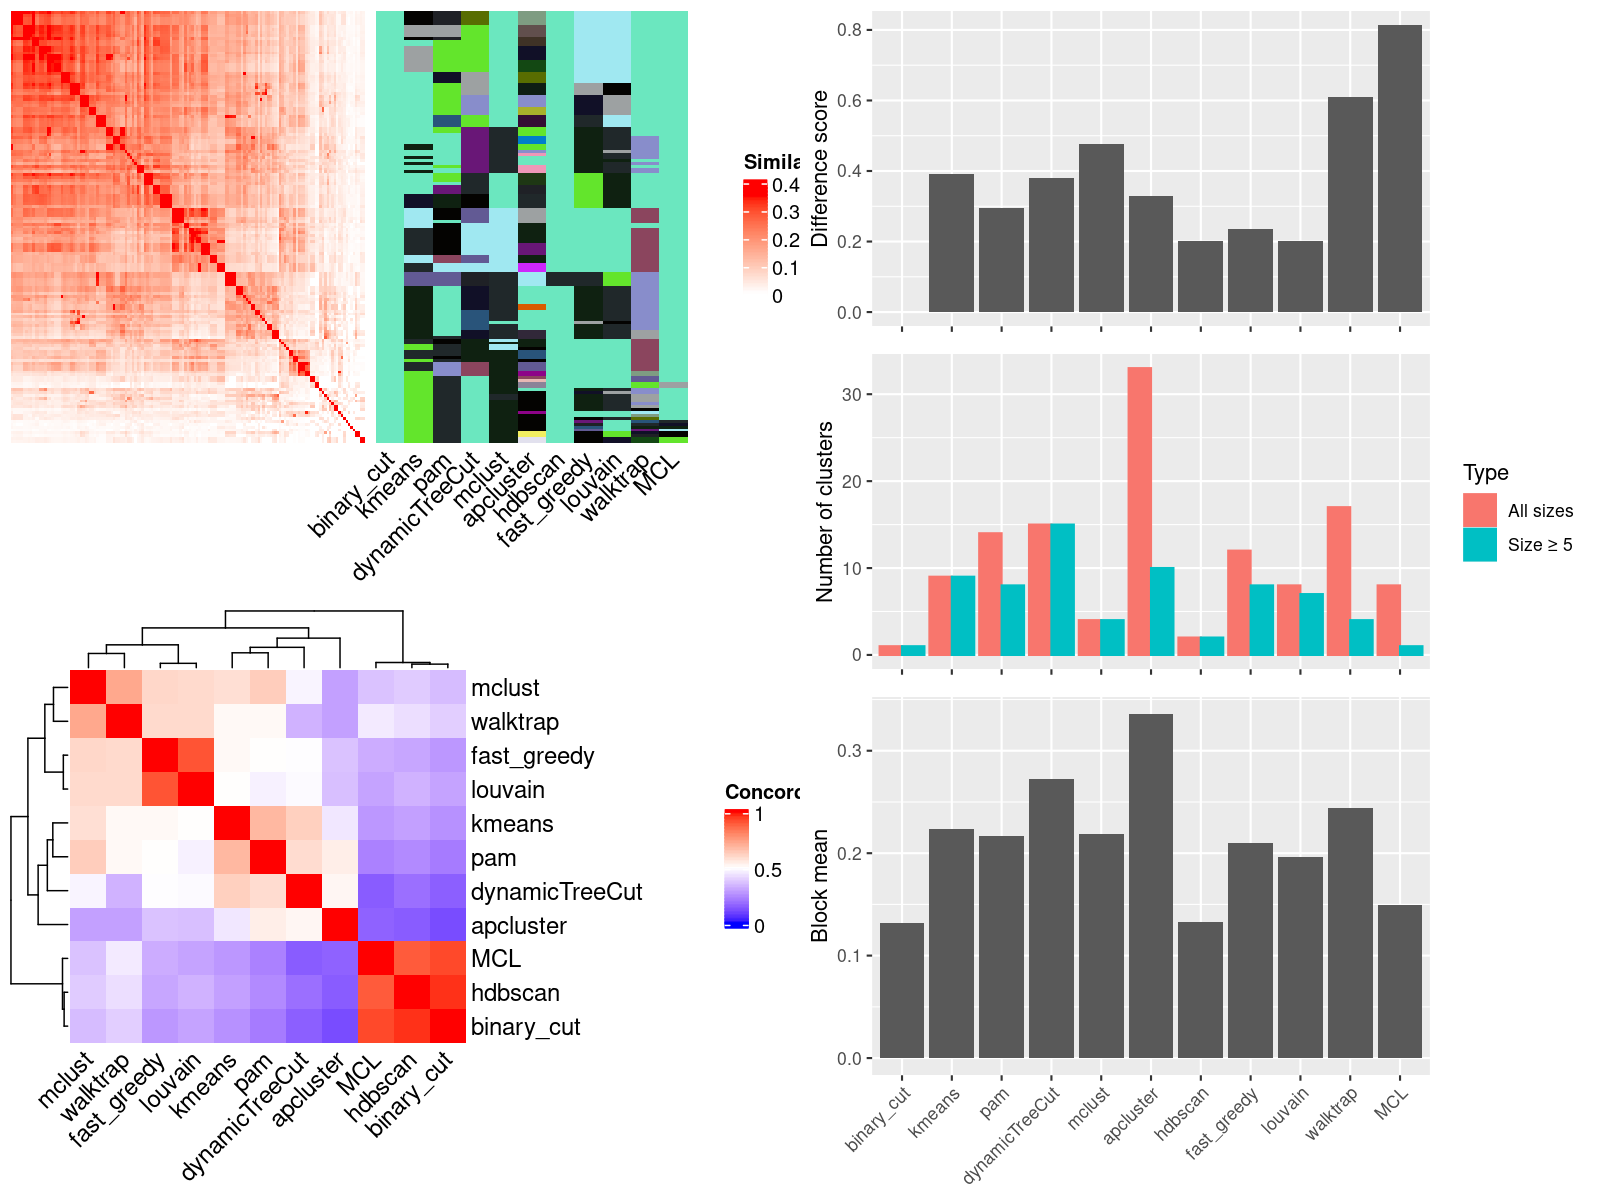 Simila
0.4
0.3
0.2
0.1
0
binary_cut
kmeans
pam
dynamicTreeCut
mclust
apcluster
hdbscan
fast_greedy
louvain
walktrap
MCL
mclust
walktrap
fast_greedy
louvain
kmeans
pam
dynamicTreeCut
apcluster
MCL
hdbscan
binary_cut
mclust
walktrap
fast_greedy
louvain
kmeans
pam
dynamicTreeCut
apcluster
MCL
hdbscan
binary_cut
Concord
1
0.5
0
Difference score
0.8
0.6
0.4
0.2
0.0
Number of clusters
30
20
10
0
Type
All sizes
Size ≥ 5
Block mean
0.3
0.2
0.1
0.0
binary_cut
kmeans
pam
dynamicTreeCut
mclust
apcluster
hdbscan
fast_greedy
louvain
walktrap
MCL